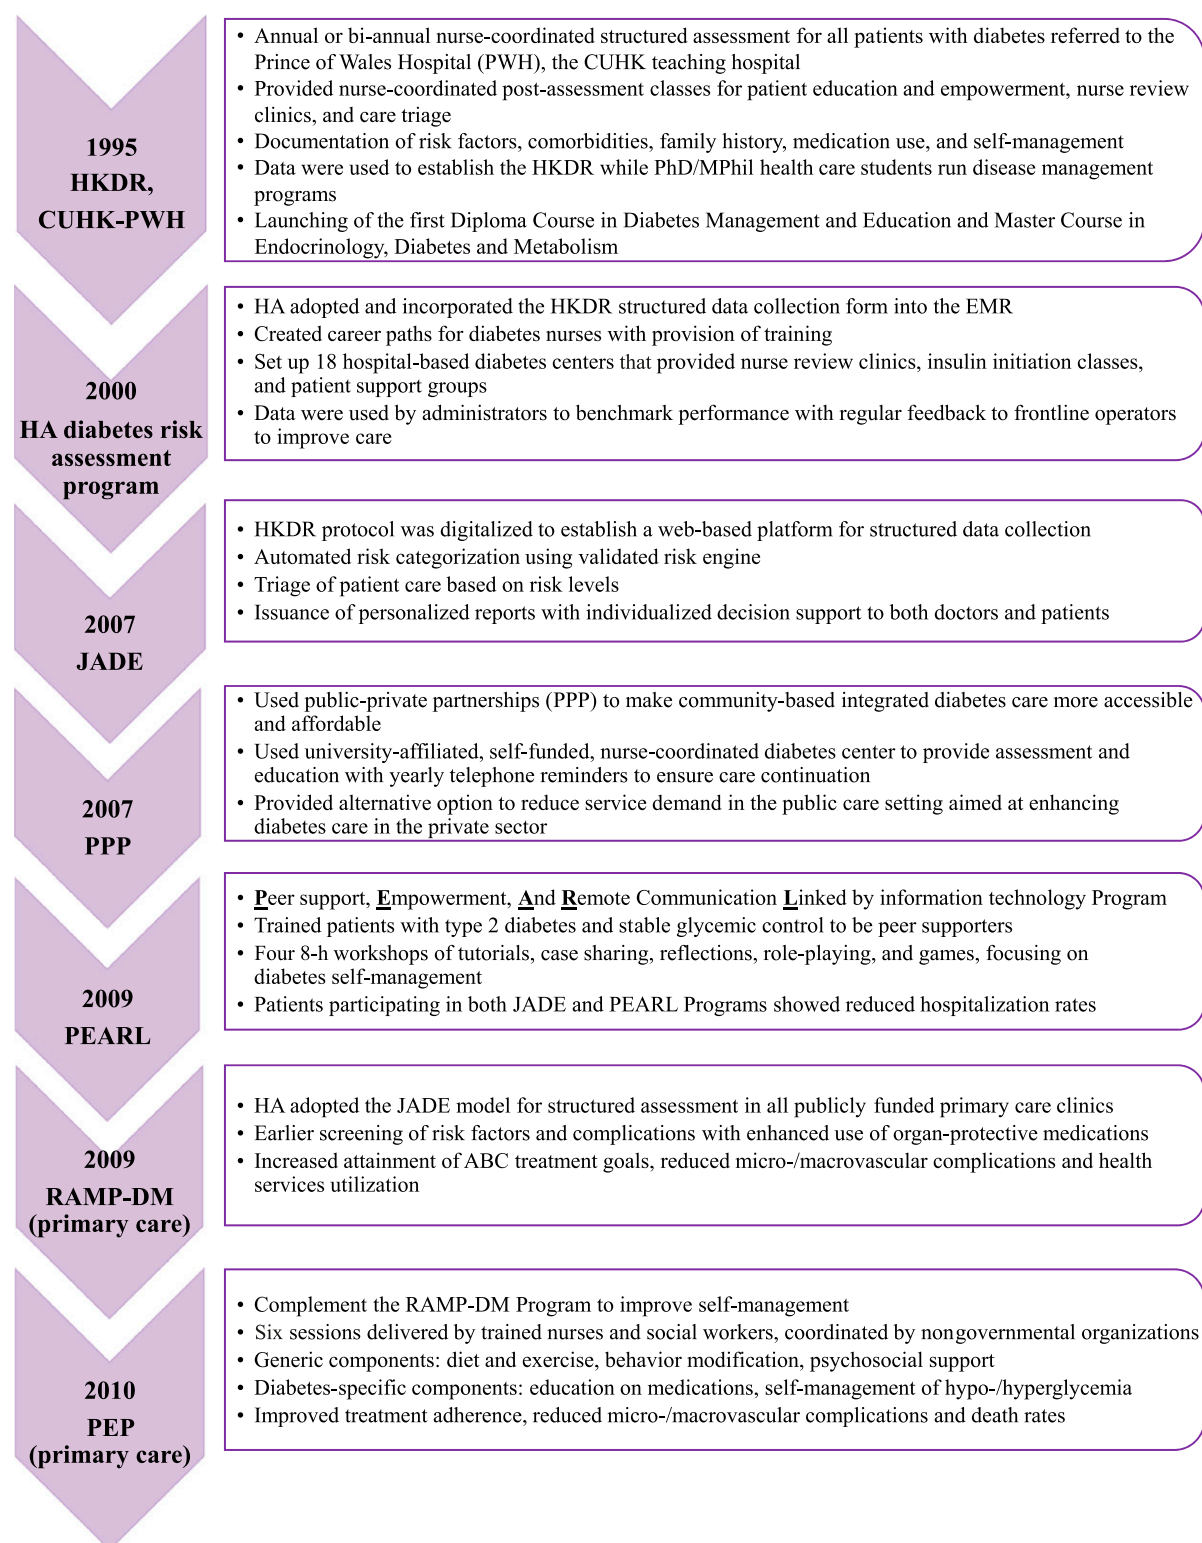 1995
HKDR,
CUHK-PWH
• Annual or bi-annual nurse-coordinated structured assessment for all patients with diabetes referred to the
Prince of Wales Hospital (PWH), the CUHK teaching hospital
• Provided nurse-coordinated post-assessment classes for patient education and empowerment, nurse review
clinics, and care triage
• Documentation of risk factors, comorbidities, family history, medication use, and self-management
• Data were used to establish the HKDR while PhD/MPhil health care students run disease management
programs
• Launching of the first Diploma Course in Diabetes Management and Education and Master Course in
Endocrinology, Diabetes and Metabolism
2000
HA diabetes risk
assessment
program
• HA adopted and incorporated the HKDR structured data collection form into the EMR
• Created career paths for diabetes nurses with provision of training
• Set up 18 hospital-based diabetes centers that provided nurse review clinics, insulin initiation classes,
and patient support groups
• Data were used by administrators to benchmark performance with regular feedback to frontline operators
to improve care
2007
JADE
• HKDR protocol was digitalized to establish a web-based platform for structured data collection
• Automated risk categorization using validated risk engine
• Triage of patient care based on risk levels
• Issuance of personalized reports with individualized decision support to both doctors and patients
2007
PPP
• Used public-private partnerships (PPP) to make community-based integrated diabetes care more accessible
and affordable
• Used university-affiliated, self-funded, nurse-coordinated diabetes center to provide assessment and
education with yearly telephone reminders to ensure care continuation
• Provided alternative option to reduce service demand in the public care setting aimed at enhancing
diabetes care in the private sector
2009
PEARL
• Peer support, Empowerment, And Remote Communication Linked by information technology Program
• Trained patients with type 2 diabetes and stable glycemic control to be peer supporters
• Four 8-h workshops of tutorials, case sharing, reflections, role-playing, and games, focusing on
diabetes self-management
• Patients participating in both JADE and PEARL Programs showed reduced hospitalization rates
2009
RAMP-DM
(primary care)
• HA adopted the JADE model for structured assessment in all publicly funded primary care clinics
• Earlier screening of risk factors and complications with enhanced use of organ-protective medications
• Increased attainment of ABC treatment goals, reduced micro-/macrovascular complications and health
services utilization
2010
PEP
(primary care)
• Complement the RAMP-DM Program to improve self-management
• Six sessions delivered by trained nurses and social workers, coordinated by nongovernmental organizations
• Generic components: diet and exercise, behavior modification, psychosocial support
• Diabetes-specific components: education on medications, self-management of hypo-/hyperglycemia
• Improved treatment adherence, reduced micro-/macrovascular complications and death rates